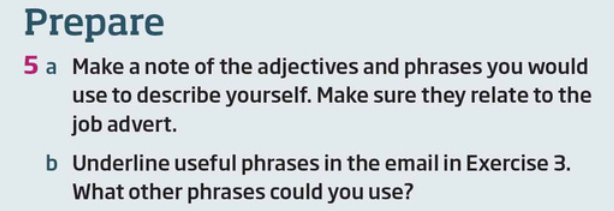 Prepare
5 a Make a note of the adjectives and phrases you would
use to describe yourself. Make sure they relate to the
job advert.
b Underline useful phrases in the email in Exercise 3.
What other phrases could you use?